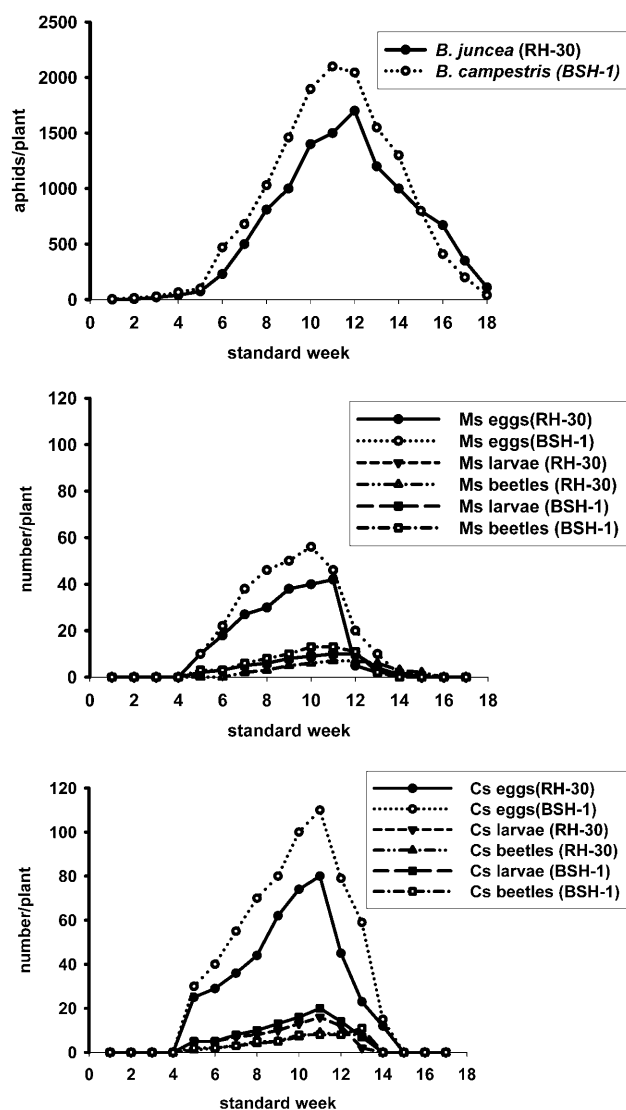 2500
2000
1500
1000
500
0
aphids/plant
B. juncea (RH-30)
B. campestris (BSH-1)
0 2 4 6 8 10 12 14 16 18
standard week
120
100
80
60
40
20
0
number/plant
Ms eggs(RH-30)
Ms eggs(BSH-1)
Ms larvae (RH-30)
Ms beetles (RH-30)
Ms larvae (BSH-1)
Ms beetles (BSH-1)
0 2 4 6 8 10 12 14 16 18
standard week
120
100
80
60
40
20
0
number/plant
Cs eggs(RH-30)
Cs eggs(BSH-1)
Cs larvae (RH-30)
Cs beetles (RH-30)
Cs larvae (BSH-1)
Cs beetles (BSH-1)
0 2 4 6 8 10 12 14 16 18
standard week